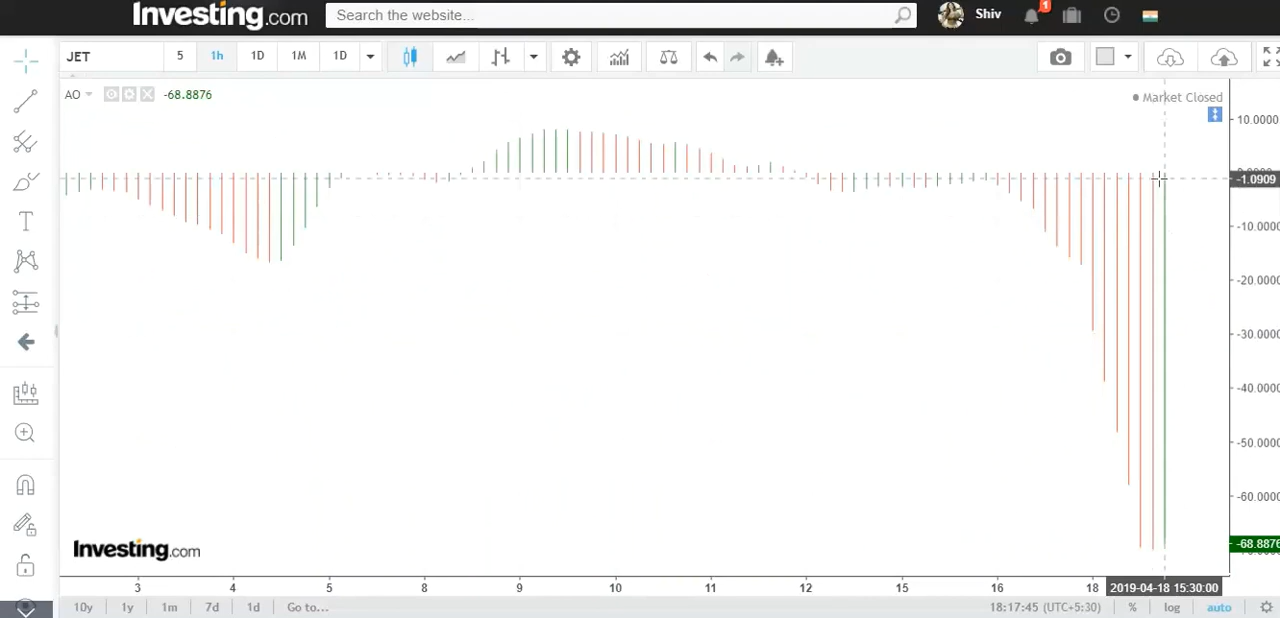 Investing.com Search the website... Shiv 1
JET 5 1h 1D 1M 1D
AO -68.8876
Market Closed
10.0000
-1.0909
-10.0000
-20.0000
-30.0000
-40.0000
-50.0000
-60.0000
-68.8876
Investing.com
3 4 5 8 9 10 11 12 15 16 18 2019-04-18 15:30:00
10y 1y 1m 7d 1d Go to... 18:17:45 (UTC+5:30) % log auto